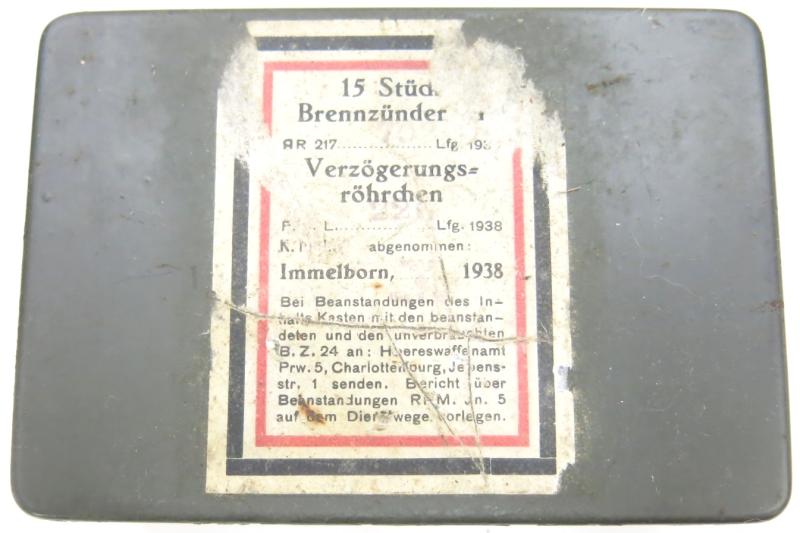 15 Stück
Brennzünder
AR 217................. Lfg. 193
Verzögerungs=
röhrchen
L................. Lfg. 1938
K. abgenommen:
Immelborn, 1938
Bei Beanstandungen des In-
halts Kasten mit den beanstan-
deten und den unverbrauchten
B. Z. 24 an: Heereswaffenamt
Prw. 5, Charlottenburg, Jebens-
str. 1 senden. Bericht über
Beanstandungen RKM. Jn. 5
auf dem Dienstwege vorlegen.